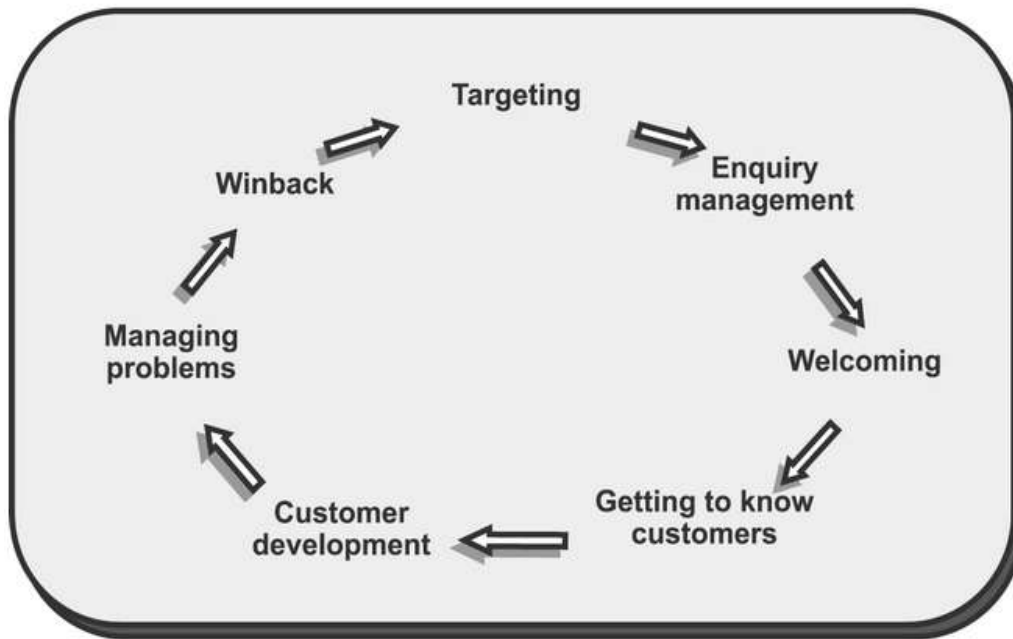 Targeting
Enquiry
management
Welcoming
Getting to know
customers
Customer
development
Managing
problems
Winback